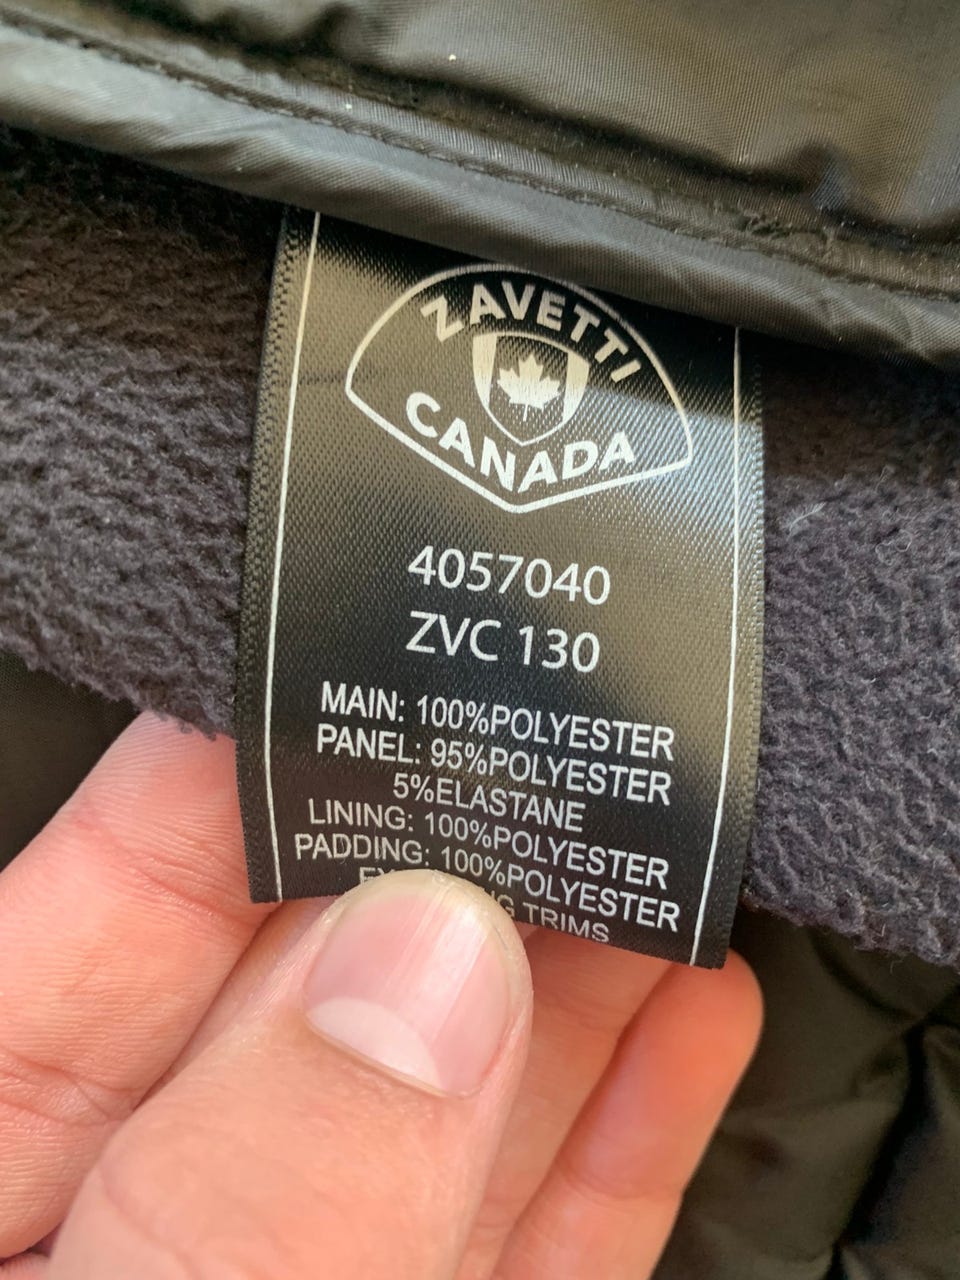 ZAVETTI
CANADA
4057040
ZVC 130
MAIN: 100%POLYESTER
PANEL: 95%POLYESTER
5%ELASTANE
LINING: 100%POLYESTER
PADDING: 100%POLYESTER
TRIMS